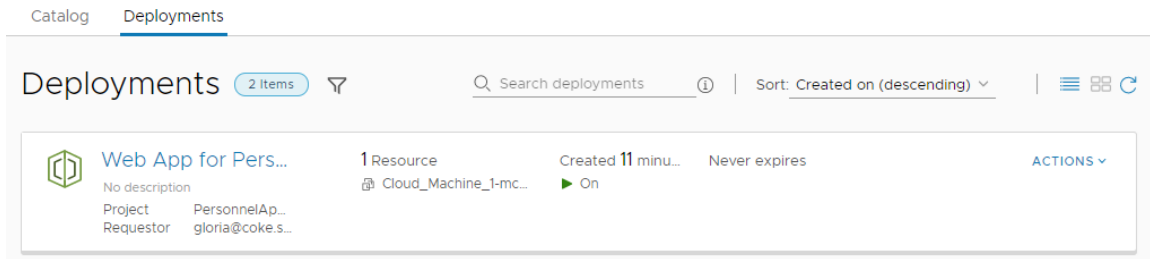 Catalog Deployments
Deployments 2 Items Search deployments Sort: Created on (descending)
Web App for Pers... 1 Resource Created 11 minu... Never expires ACTIONS
No description Cloud_Machine_1-mc... On
Project PersonnelAp...
Requestor gloria@coke.s...